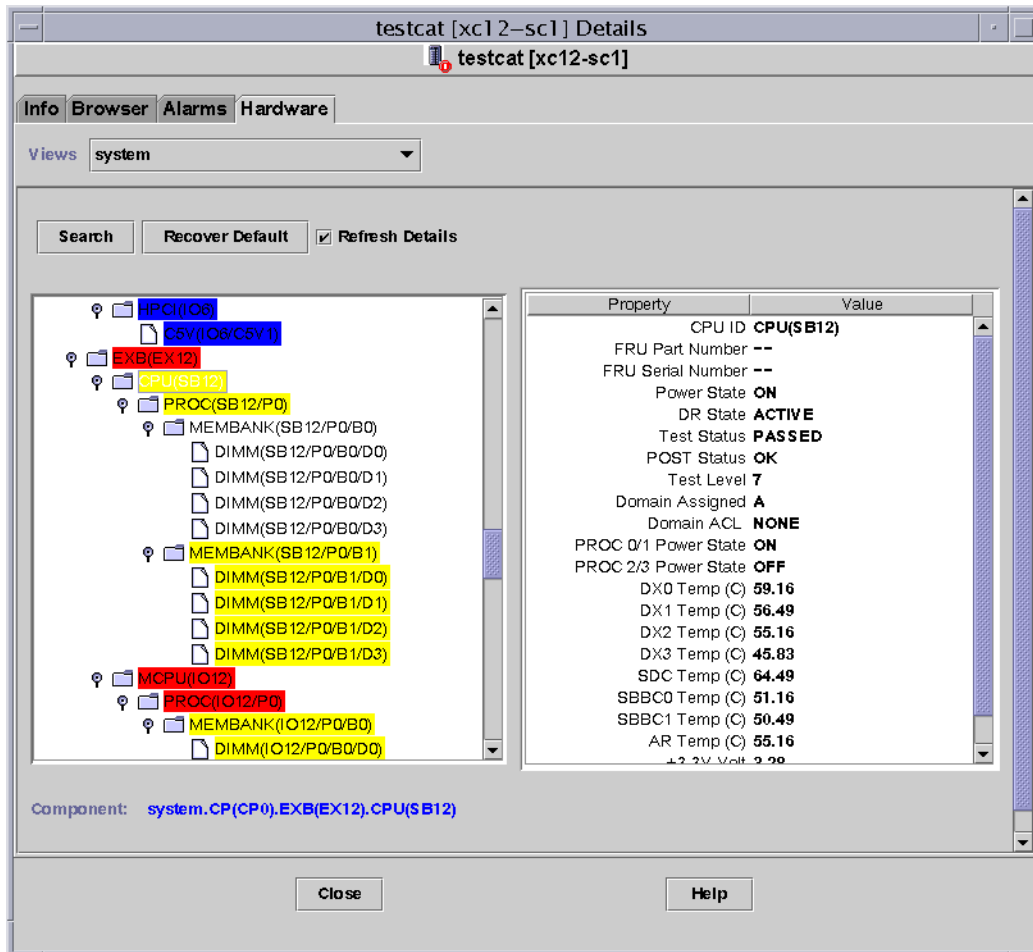 testcat [xc12-sc1] Details
testcat [xc12-sc1]
Info Browser Alarms Hardware
Views system
Search Recover Default Refresh Details
HPCI(IO6)
C5V(IO6/C5V1)
EXB(EX12)
CPU(SB12)
PROC(SB12/P0)
MEMBANK(SB12/P0/B0)
DIMM(SB12/P0/B0/D0)
DIMM(SB12/P0/B0/D1)
DIMM(SB12/P0/B0/D2)
DIMM(SB12/P0/B0/D3)
MEMBANK(SB12/P0/B1)
DIMM(SB12/P0/B1/D0)
DIMM(SB12/P0/B1/D1)
DIMM(SB12/P0/B1/D2)
DIMM(SB12/P0/B1/D3)
MCPU(IO12)
PROC(IO12/P0)
MEMBANK(IO12/P0/B0)
DIMM(IO12/P0/B0/D0)
Property Value
CPU ID CPU(SB12)
FRU Part Number --
FRU Serial Number --
Power State ON
DR State ACTIVE
Test Status PASSED
POST Status OK
Test Level 7
Domain Assigned A
Domain ACL NONE
PROC 0/1 Power State ON
PROC 2/3 Power State OFF
DX0 Temp (C) 59.16
DX1 Temp (C) 56.49
DX2 Temp (C) 55.16
DX3 Temp (C) 45.83
SDC Temp (C) 64.49
SBBC0 Temp (C) 51.16
SBBC1 Temp (C) 50.49
AR Temp (C) 55.16
+3.3V Volt 3.29
Component: system.CP(CP0).EXB(EX12).CPU(SB12)
Close Help